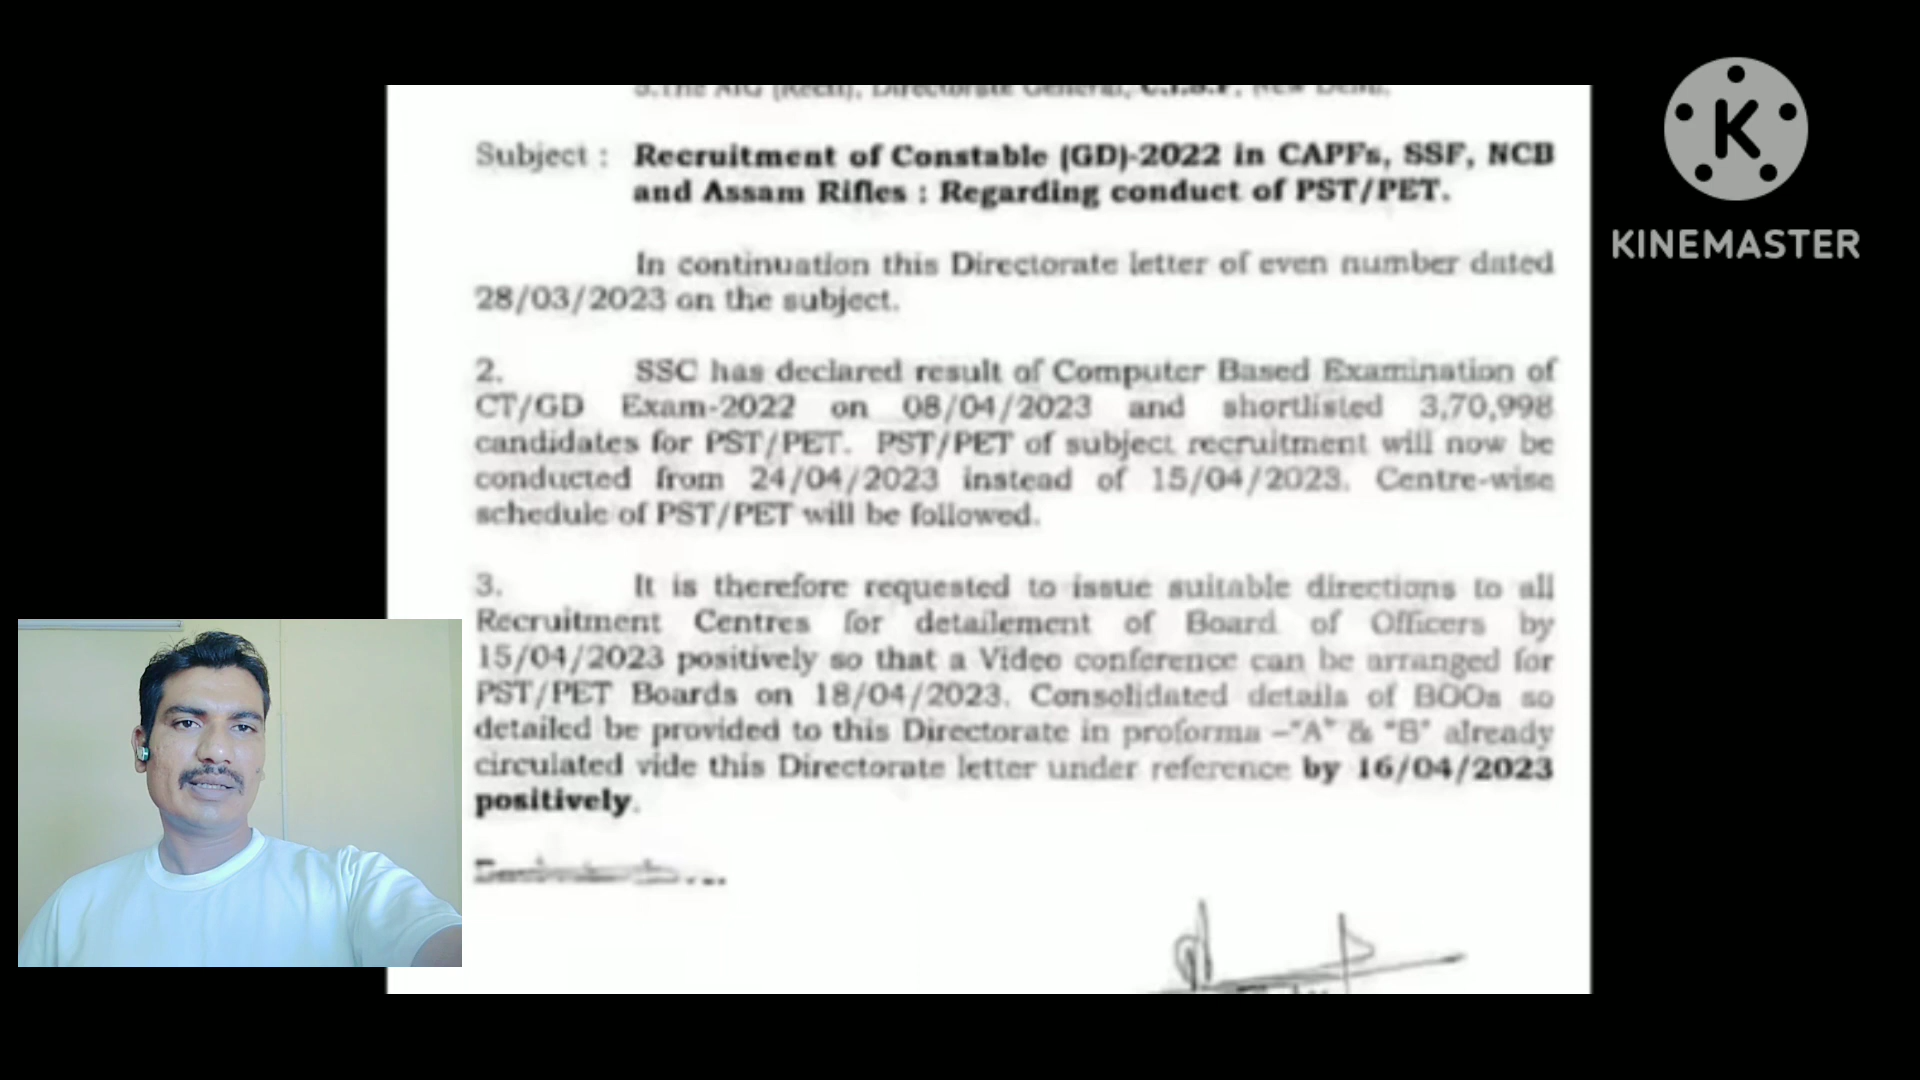 5.The AIG (Rectt), Directorate General, C.I.S.F, New Delhi.
Subject : Recruitment of Constable (GD)-2022 in CAPFs, SSF, NCB
and Assam Rifles : Regarding conduct of PST/PET.
In continuation this Directorate letter of even number dated
28/03/2023 on the subject.
2. SSC has declared result of Computer Based Examination of
CT/GD Exam-2022 on 08/04/2023 and shortlisted 3,70,998
candidates for PST/PET. PST/PET of subject recruitment will now be
conducted from 24/04/2023 instead of 15/04/2023. Centre-wise
schedule of PST/PET will be followed.
3. It is therefore requested to issue suitable directions to all
Recruitment Centres for detailement of Board of Officers by
15/04/2023 positively so that a Video conference can be arranged for
PST/PET Boards on 18/04/2023. Consolidated details of BOOs so
detailed be provided to this Directorate in proforma –"A" & "B" already
circulated vide this Directorate letter under reference by 16/04/2023
positively.
K
KINEMASTER